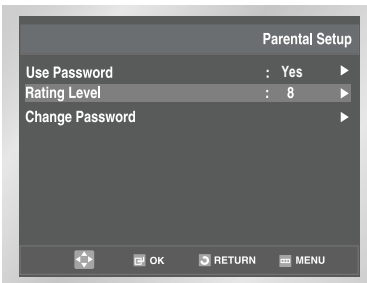 Parental Setup
Use Password : Yes ▶
Rating Level : 8 ▶
Change Password ▶
OK RETURN MENU